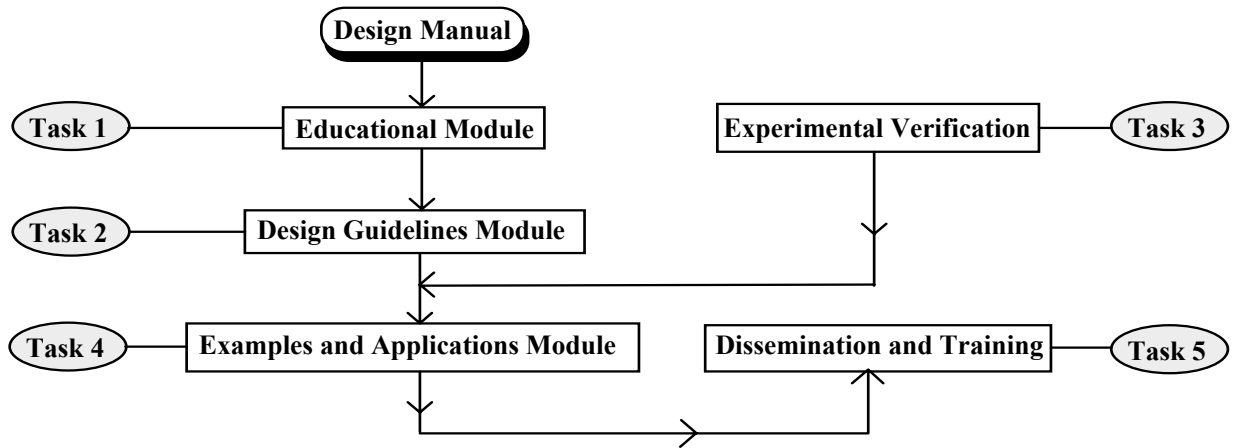 Design Manual
Task 1
Educational Module
Experimental Verification
Task 3
Task 2
Design Guidelines Module
Task 4
Examples and Applications Module
Dissemination and Training
Task 5